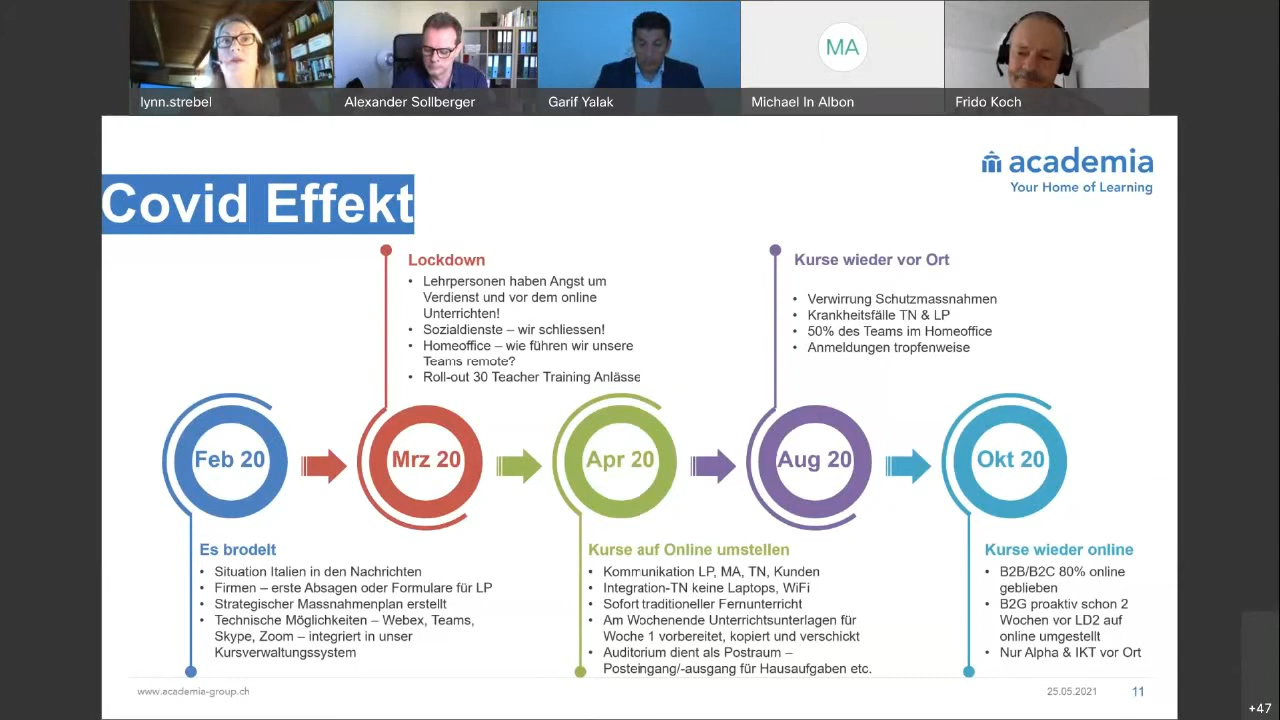 lynn.strebel
Alexander Sollberger
Garif Yalak
MA
Michael In Albon
Frido Koch
academia
Your Home of Learning
Covid Effekt
Lockdown
• Lehrpersonen haben Angst um
Verdienst und vor dem online
Unterrichten!
• Sozialdienste – wir schliessen!
• Homeoffice – wie führen wir unsere
Teams remote?
• Roll-out 30 Teacher Training Anlässe
Kurse wieder vor Ort
• Verwirrung Schutzmassnahmen
• Krankheitsfälle TN & LP
• 50% des Teams im Homeoffice
• Anmeldungen tropfenweise
Feb 20
Mrz 20
Apr 20
Aug 20
Okt 20
Es brodelt
• Situation Italien in den Nachrichten
• Firmen – erste Absagen oder Formulare für LP
• Strategischer Massnahmenplan erstellt
• Technische Möglichkeiten – Webex, Teams,
Skype, Zoom – integriert in unser
Kursverwaltungssystem
Kurse auf Online umstellen
• Kommunikation LP, MA, TN, Kunden
• Integration-TN keine Laptops, WiFi
• Sofort traditioneller Fernunterricht
• Am Wochenende Unterrichtsunterlagen für
Woche 1 vorbereitet, kopiert und verschickt
• Auditorium dient als Postraum –
Posteingang/-ausgang für Hausaufgaben etc.
Kurse wieder online
• B2B/B2C 80% online
geblieben
• B2G proaktiv schon 2
Wochen vor LD2 auf
online umgestellt
• Nur Alpha & IKT vor Ort
www.academia-group.ch
25.05.2021
11
+47